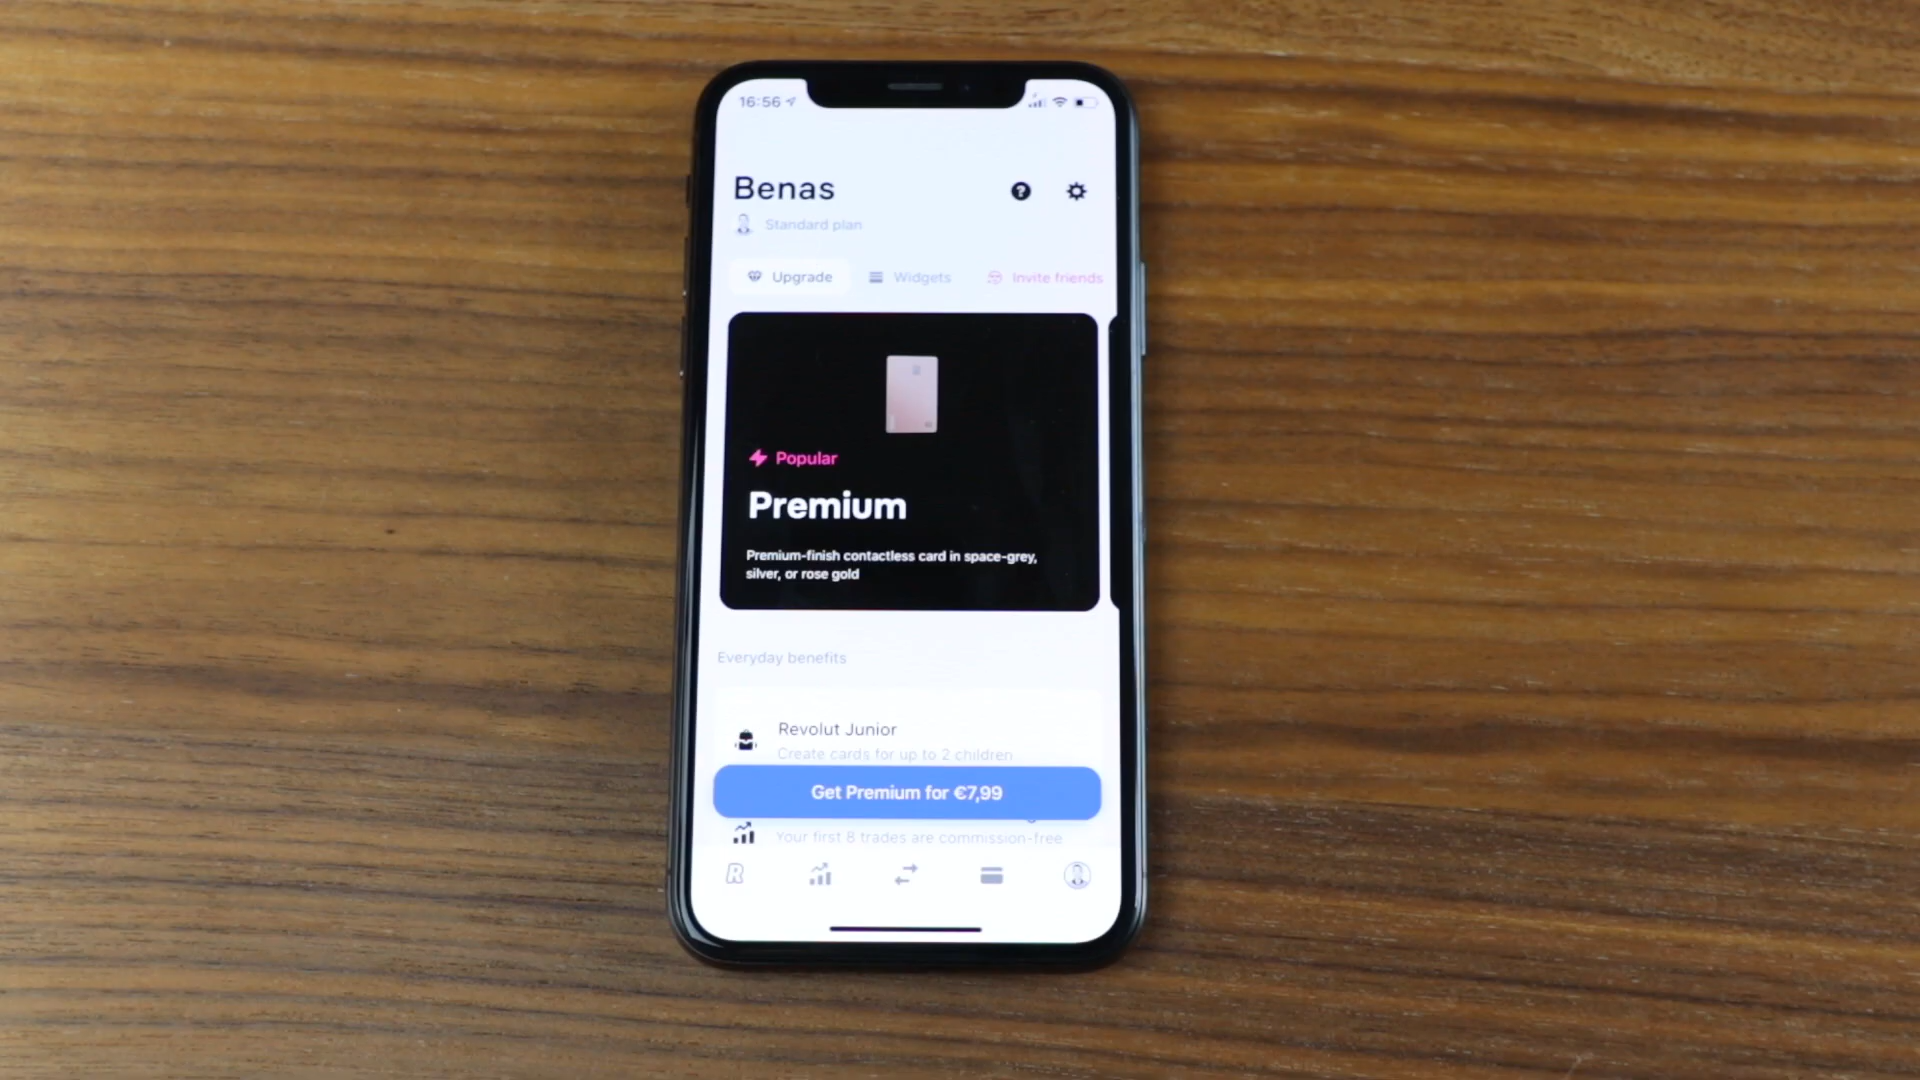 16:56
Benas
Standard plan
Upgrade Widgets Invite friends
Popular
Premium
Premium-finish contactless card in space-grey,
silver, or rose gold
Everyday benefits
Revolut Junior
Create cards for up to 2 children
Get Premium for €7,99
Your first 8 trades are commission-free